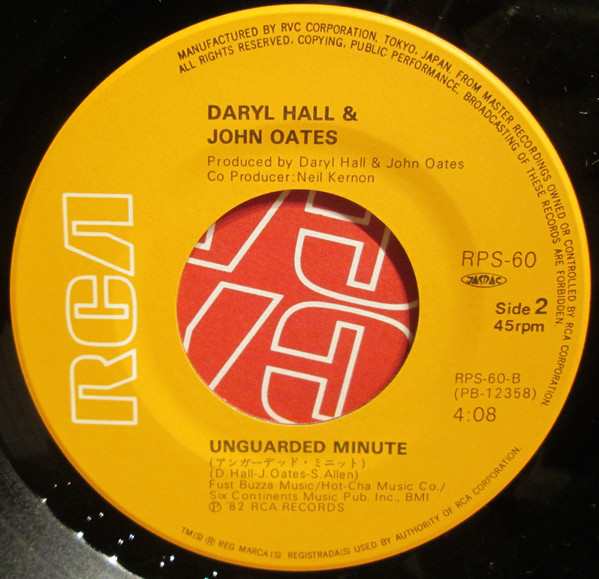 MANUFACTURED BY RVC CORPORATION, TOKYO, JAPAN. FROM MASTER RECORDINGS OWNED OR CONTROLLED BY RCA CORPORATION.
ALL RIGHTS RESERVED, COPYING, PUBLIC PERFORMANCE, BROADCASTING OF THESE RECORDS ARE FORBIDDEN.
DARYL HALL &
JOHN OATES
Produced by Daryl Hall & John Oates
Co Producer: Neil Kernon
RCA
RPS-60
JASRAC
Side 2
45rpm
RPS-60-B
(PB-12358)
4:08
UNGUARDED MINUTE
(アンガーデッド・ミニット)
(D.Hall-J.Oates-S.Allen)
Fust Buzza Music/Hot-Cha Music Co./
Six Continents Music Pub. Inc., BMI
Ⓟ '82 RCA RECORDS
TM(S) ® REG MARCA(S). REGISTRADA(S) USED BY AUTHORITY OF RCA CORPORATION.